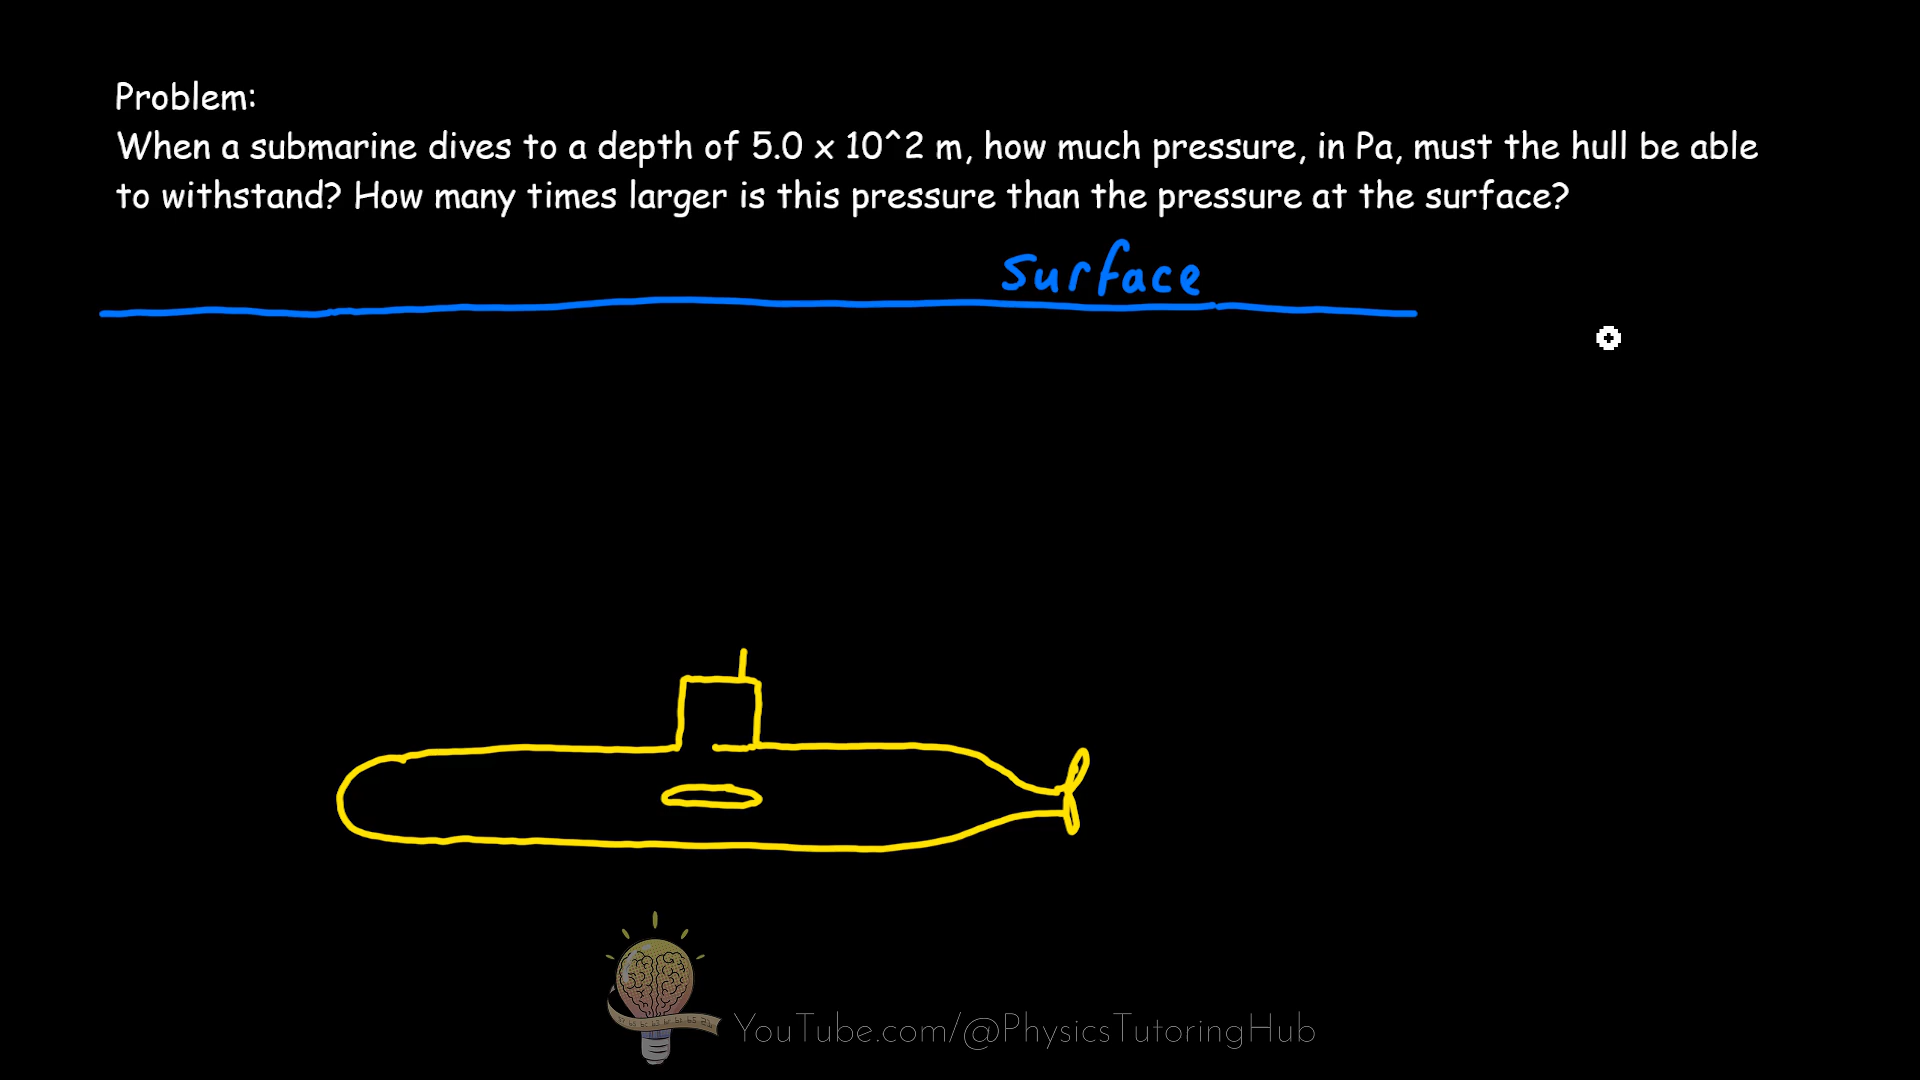 Problem:
When a submarine dives to a depth of 5.0 x 10^2 m, how much pressure, in Pa, must the hull be able
to withstand? How many times larger is this pressure than the pressure at the surface?
Surface
YouTube.com/@PhysicsTutoringHub